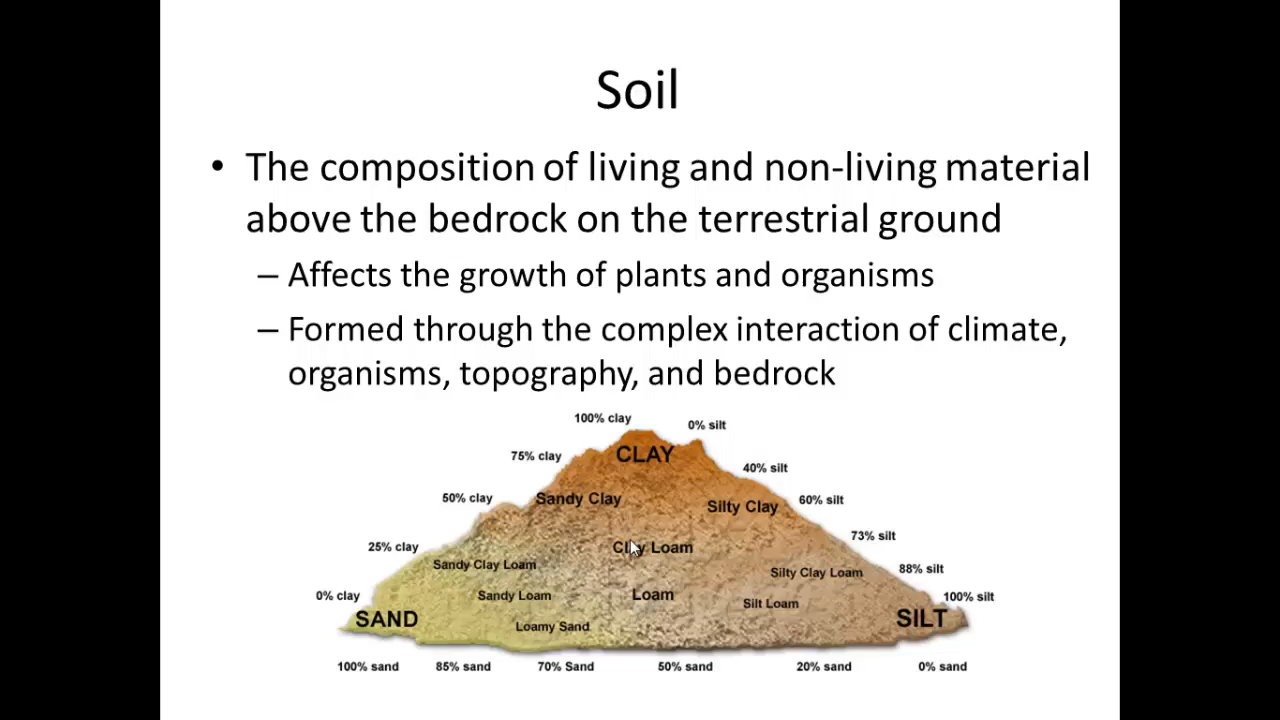 Soil
• The composition of living and non-living material
above the bedrock on the terrestrial ground
– Affects the growth of plants and organisms
– Formed through the complex interaction of climate,
organisms, topography, and bedrock
100% clay
0% silt
CLAY
75% clay
40% silt
50% clay
Sandy Clay
Silty Clay
60% silt
73% silt
25% clay
Clay Loam
Sandy Clay Loam
Silty Clay Loam
88% silt
0% clay
Sandy Loam
Loam
Silt Loam
100% silt
SAND
Loamy Sand
SILT
100% sand
85% sand
70% Sand
50% sand
20% sand
0% sand